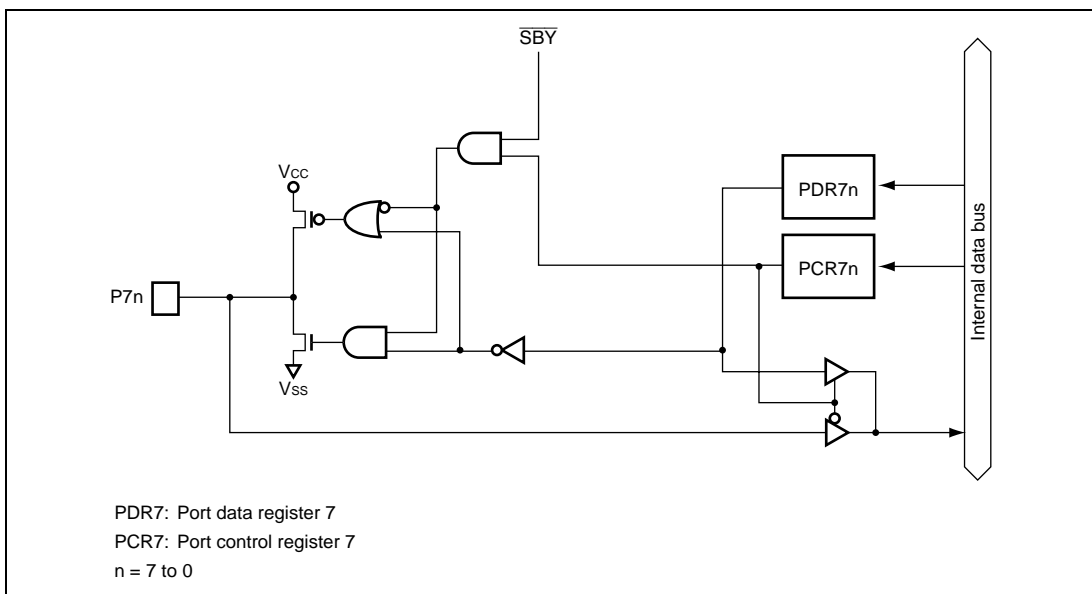 SBY
VCC
PDR7n
PCR7n
Internal data bus
P7n
VSS
PDR7: Port data register 7
PCR7: Port control register 7
n = 7 to 0